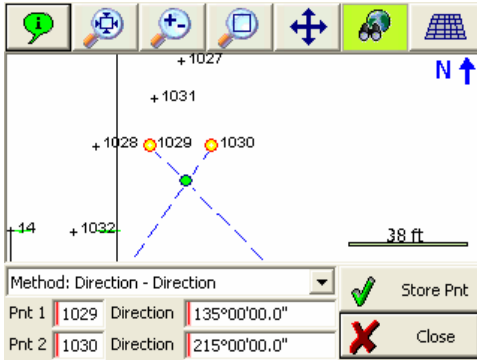 1027
N
1031
1028 1029 1030
14 1032
38 ft
Method: Direction - Direction
Store Pnt
Pnt 1 1029 Direction 135°00'00.0"
Pnt 2 1030 Direction 215°00'00.0"
Close